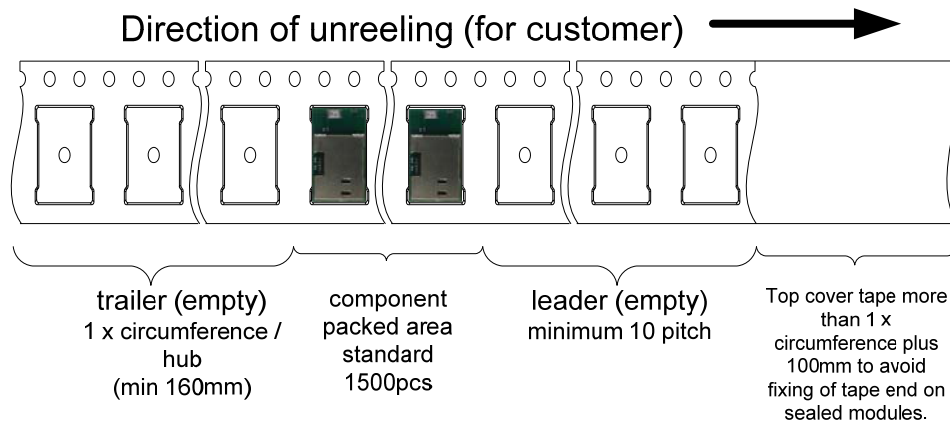 Direction of unreeling (for customer)
trailer (empty)
1 x circumference /
hub
(min 160mm)
component
packed area
standard
1500pcs
leader (empty)
minimum 10 pitch
Top cover tape more
than 1 x
circumference plus
100mm to avoid
fixing of tape end on
sealed modules.